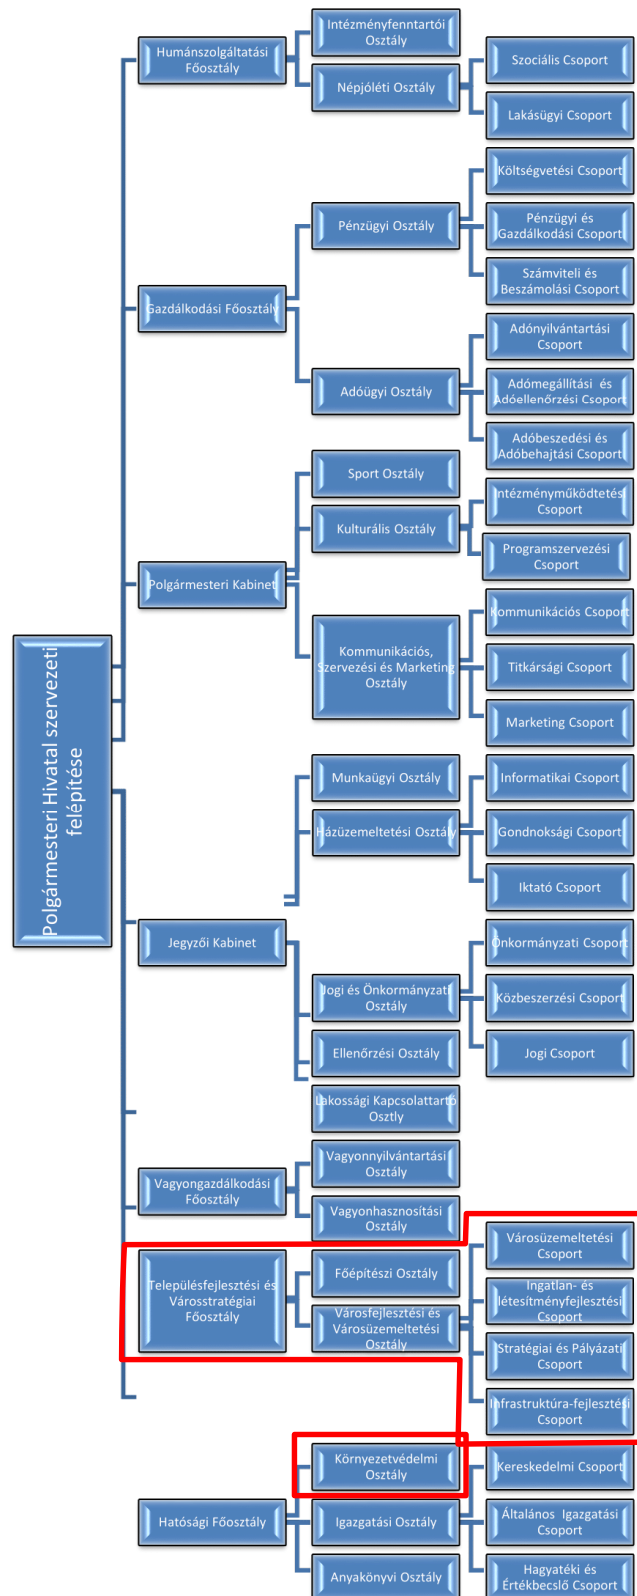 Polgármesteri Hivatal szervezeti
felépítése
Humánszolgáltatási
Főosztály
Intézményfenntartói
Osztály
Népjóléti Osztály
Szociális Csoport
Lakásügyi Csoport
Gazdálkodási Főosztály
Pénzügyi Osztály
Költségvetési Csoport
Pénzügyi és
Gazdálkodási Csoport
Számviteli és
Beszámolási Csoport
Adóügyi Osztály
Adónyilvántartási
Csoport
Adómegállítási és
Adóellenőrzési Csoport
Adóbeszedési és
Adóbehajtási Csoport
Polgármesteri Kabinet
Sport Osztály
Kulturális Osztály
Intézményműködtetési
Csoport
Programszervezési
Csoport
Kommunikációs,
Szervezési és Marketing
Osztály
Kommunikációs Csoport
Titkársági Csoport
Marketing Csoport
Jegyzői Kabinet
Munkaügyi Osztály
Házüzemeltetési Osztály
Informatikai Csoport
Gondnoksági Csoport
Iktató Csoport
Jogi és Önkormányzati
Osztály
Önkormányzati Csoport
Közbeszerzési Csoport
Jogi Csoport
Ellenőrzési Osztály
Lakossági Kapcsolattartó
Osztly
Vagyongazdálkodási
Főosztály
Vagyonnyilvántartási
Osztály
Vagyonhasznosítási
Osztály
Településfejlesztési és
Városstratégiai
Főosztály
Főépítészi Osztály
Városfejlesztési és
Városüzemeltetési
Osztály
Városüzemeltetési
Csoport
Ingatlan- és
létesítményfejlesztési
Csoport
Stratégiai és Pályázati
Csoport
Infrastruktúra-fejlesztési
Csoport
Hatósági Főosztály
Környezetvédelmi
Osztály
Igazgatási Osztály
Kereskedelmi Csoport
Általános Igazgatási
Csoport
Hagyatéki és
Értékbecslő Csoport
Anyakönyvi Osztály